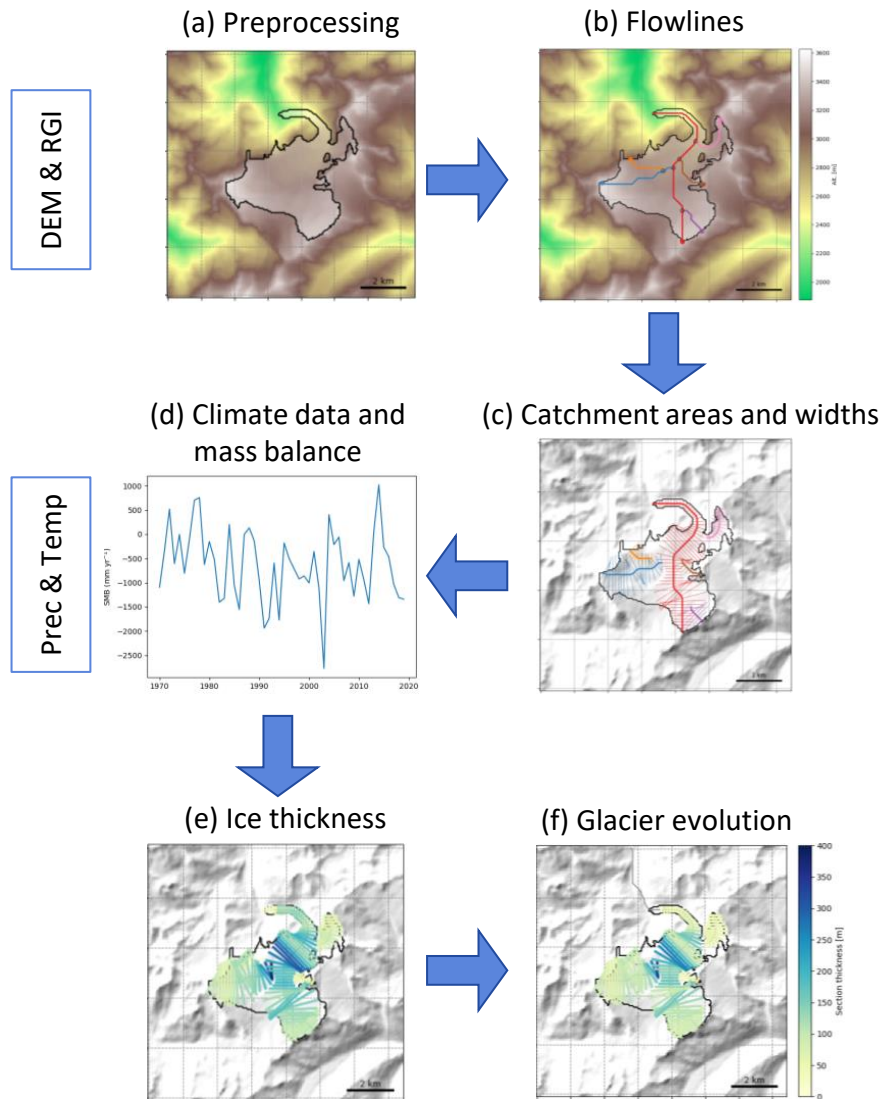 (a) Preprocessing
(b) Flowlines
DEM & RGI
2 km
2 km
3600
3400
3200
3000
2800
2600
2400
2200
2000
Alt. [m]
(d) Climate data and
mass balance
(c) Catchment areas and widths
Prec & Temp
1000
500
0
−500
−1000
−1500
−2000
−2500
SMB (mm yr⁻¹)
1970
1980
1990
2000
2010
2020
(e) Ice thickness
(f) Glacier evolution
2 km
2 km
400
350
300
250
200
150
100
50
0
Section thickness [m]